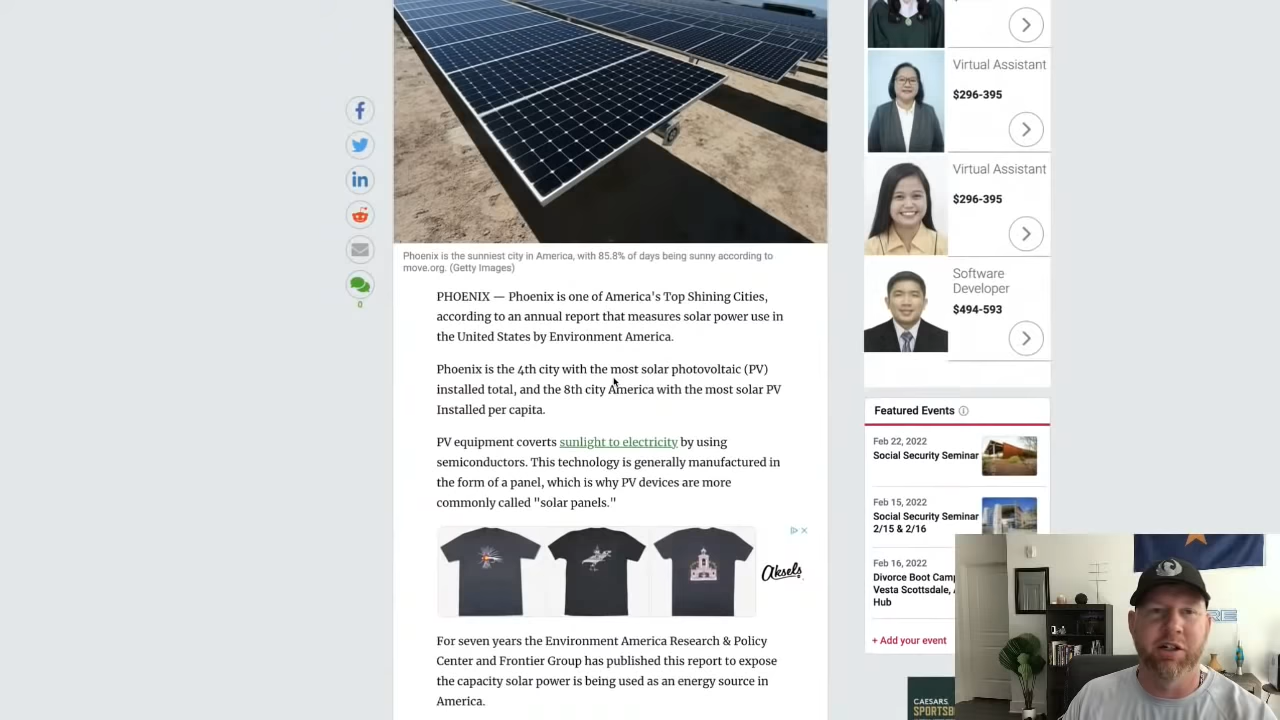 Phoenix is the sunniest city in America, with 85.8% of days being sunny according to
move.org. (Getty Images)
PHOENIX — Phoenix is one of America's Top Shining Cities,
according to an annual report that measures solar power use in
the United States by Environment America.
Phoenix is the 4th city with the most solar photovoltaic (PV)
installed total, and the 8th city America with the most solar PV
Installed per capita.
PV equipment coverts sunlight to electricity by using
semiconductors. This technology is generally manufactured in
the form of a panel, which is why PV devices are more
commonly called "solar panels."
Aksels
For seven years the Environment America Research & Policy
Center and Frontier Group has published this report to expose
the capacity solar power is being used as an energy source in
America.
0
Virtual Assistant
$296-395
Virtual Assistant
$296-395
Software
Developer
$494-593
Featured Events
Feb 22, 2022
Social Security Seminar
Feb 15, 2022
Social Security Seminar
2/15 & 2/16
Feb 16, 2022
Divorce Boot Camp
Vesta Scottsdale,
Hub
+ Add your event
CAESARS
SPORTSB